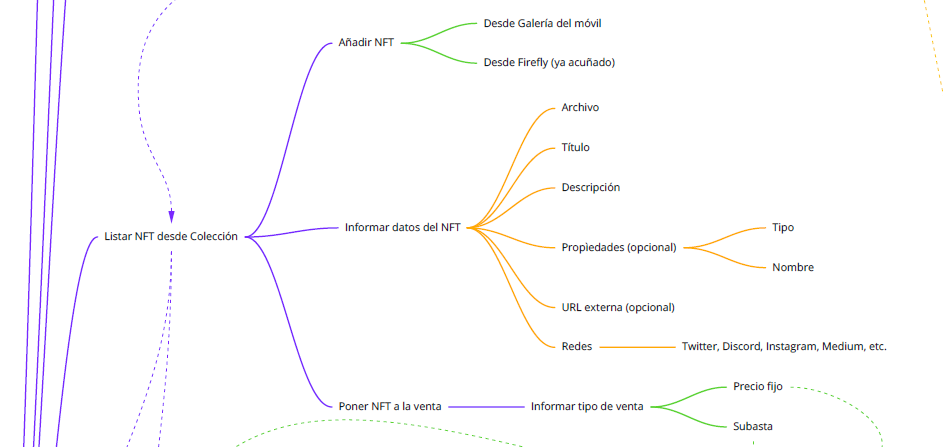 Desde Galería del móvil
Añadir NFT
Desde Firefly (ya acuñado)
Archivo
Título
Descripción
Listar NFT desde Colección
Informar datos del NFT
Propiedades (opcional)
Tipo
Nombre
URL externa (opcional)
Redes
Twitter, Discord, Instagram, Medium, etc.
Poner NFT a la venta
Informar tipo de venta
Precio fijo
Subasta